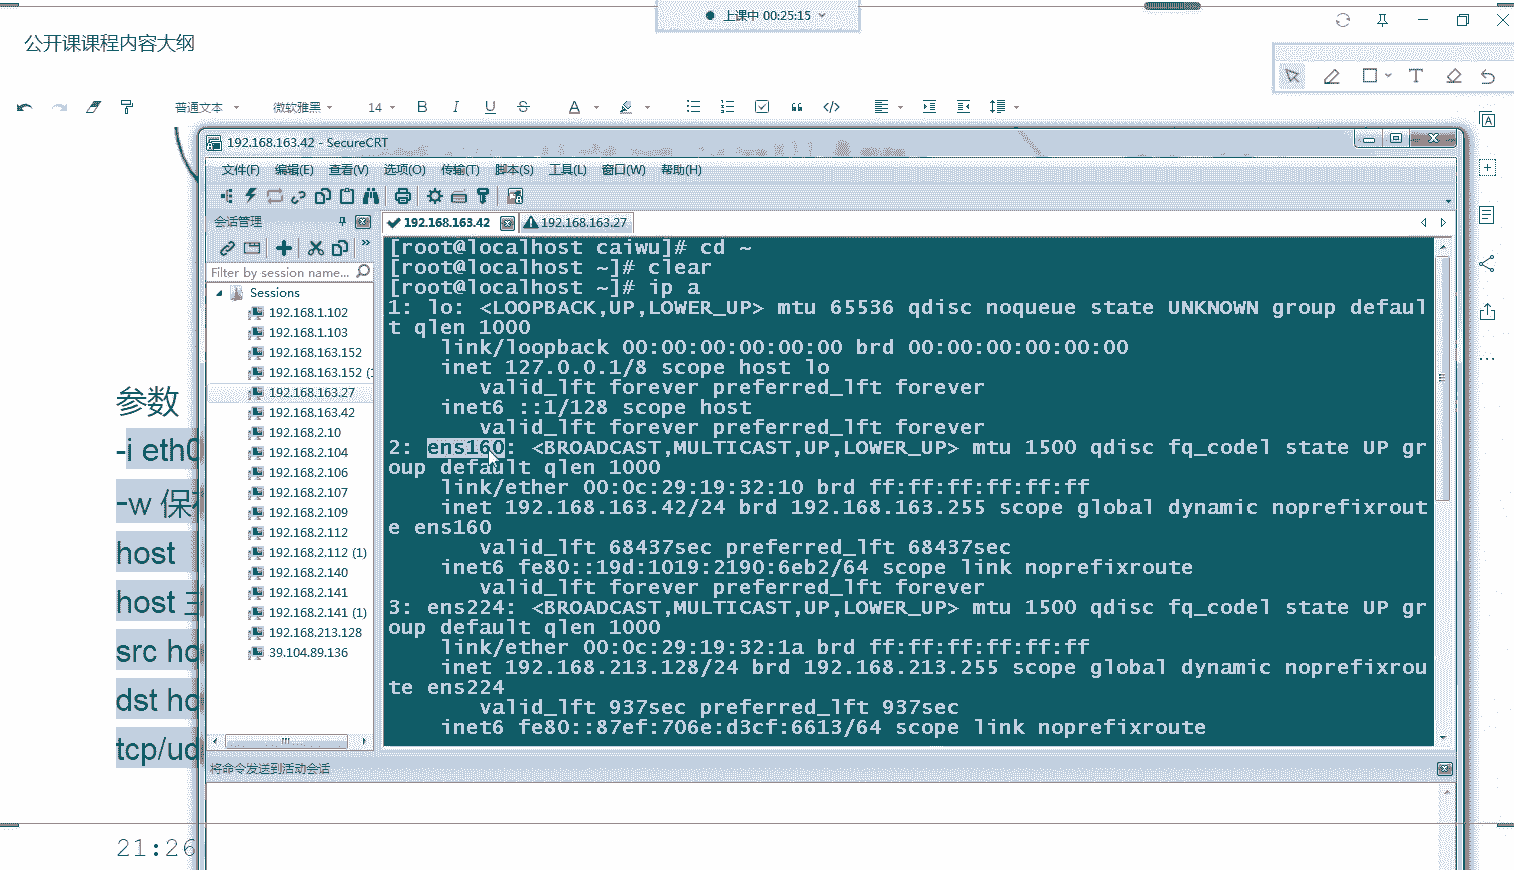 上课中 00:25:15
公开课课程内容大纲
普通文本
微软雅黑
14
B
I
U
S
A
T
192.168.163.42 - SecureCRT
文件(F) 编辑(E) 查看(V) 选项(O) 传输(T) 脚本(S) 工具(L) 窗口(W) 帮助(H)
会话管理
192.168.163.42
192.168.163.27
Filter by session name...
Sessions
192.168.1.102
192.168.1.103
192.168.163.152
192.168.163.152 (1
192.168.163.27
192.168.163.42
192.168.2.10
192.168.2.104
192.168.2.106
192.168.2.107
192.168.2.109
192.168.2.112
192.168.2.112 (1)
192.168.2.140
192.168.2.141
192.168.2.141 (1)
192.168.213.128
39.104.89.136
[root@localhost caiwu]# cd ~
[root@localhost ~]# clear
[root@localhost ~]# ip a
1: lo: <LOOPBACK,UP,LOWER_UP> mtu 65536 qdisc noqueue state UNKNOWN group defaul
t qlen 1000
link/loopback 00:00:00:00:00:00 brd 00:00:00:00:00:00
inet 127.0.0.1/8 scope host lo
valid_lft forever preferred_lft forever
inet6 ::1/128 scope host
valid_lft forever preferred_lft forever
2: ens160: <BROADCAST,MULTICAST,UP,LOWER_UP> mtu 1500 qdisc fq_codel state UP gr
oup default qlen 1000
link/ether 00:0c:29:19:32:10 brd ff:ff:ff:ff:ff:ff
inet 192.168.163.42/24 brd 192.168.163.255 scope global dynamic noprefixrout
e ens160
valid_lft 68437sec preferred_lft 68437sec
inet6 fe80::19d:1019:2190:6eb2/64 scope link noprefixroute
valid_lft forever preferred_lft forever
3: ens224: <BROADCAST,MULTICAST,UP,LOWER_UP> mtu 1500 qdisc fq_codel state UP gr
oup default qlen 1000
link/ether 00:0c:29:19:32:1a brd ff:ff:ff:ff:ff:ff
inet 192.168.213.128/24 brd 192.168.213.255 scope global dynamic noprefixrou
te ens224
valid_lft 937sec preferred_lft 937sec
inet6 fe80::87ef:706e:d3cf:6613/64 scope link noprefixroute
将命令发送到活动会话
参数
-i eth0
-w 保
host
host
src
dst
21:26